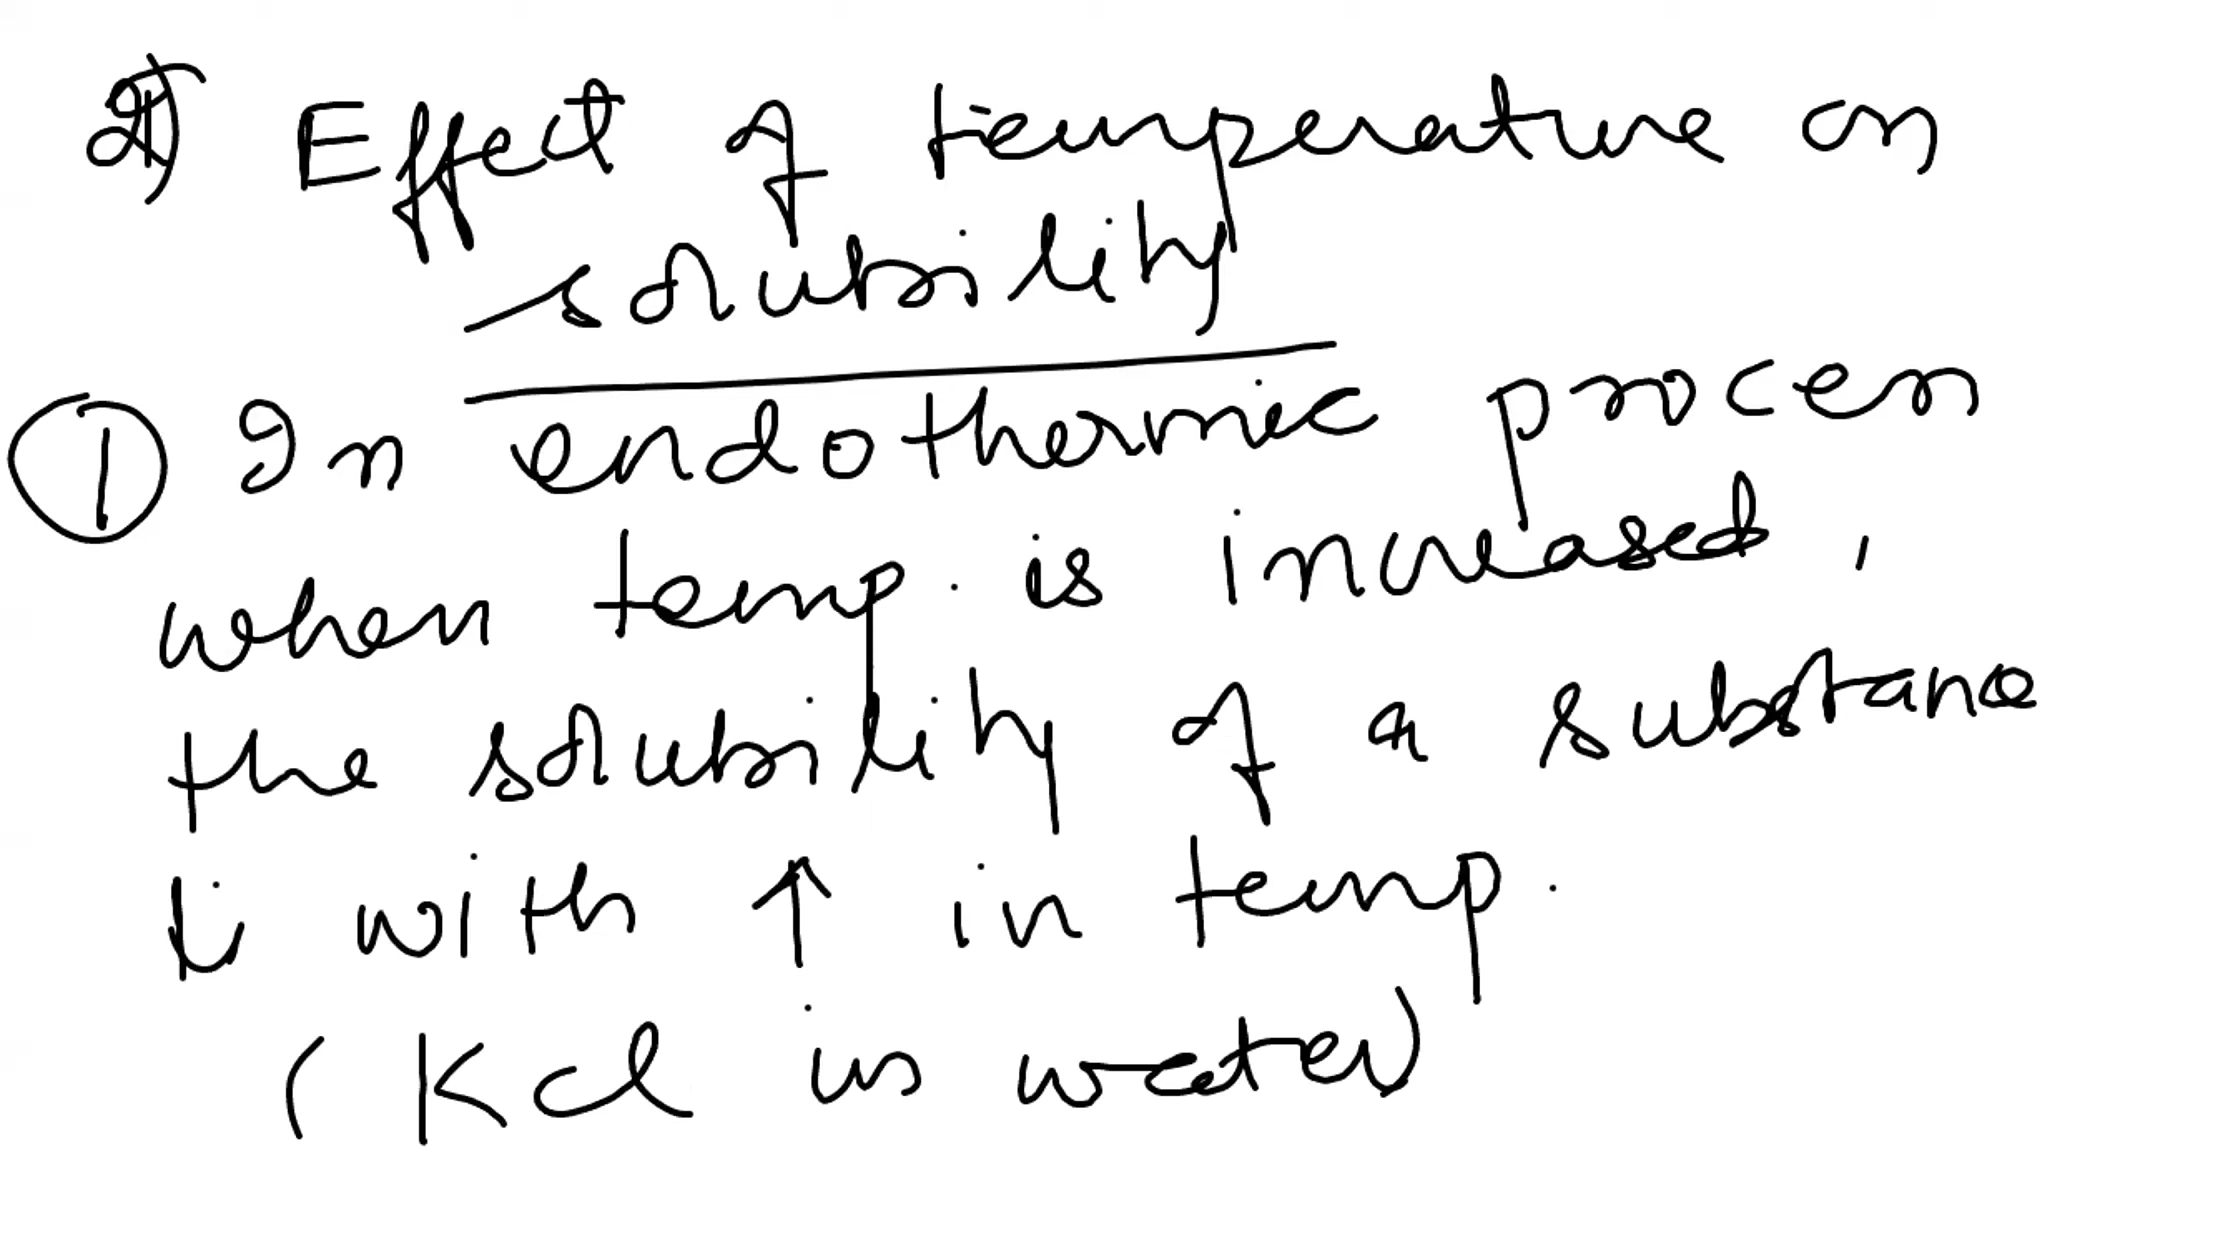 Effect of temperature on
solubility
① In endothermic process
when temp. is increased,
the solubility of a substance
with ↑ in temp.
(KCl in water)